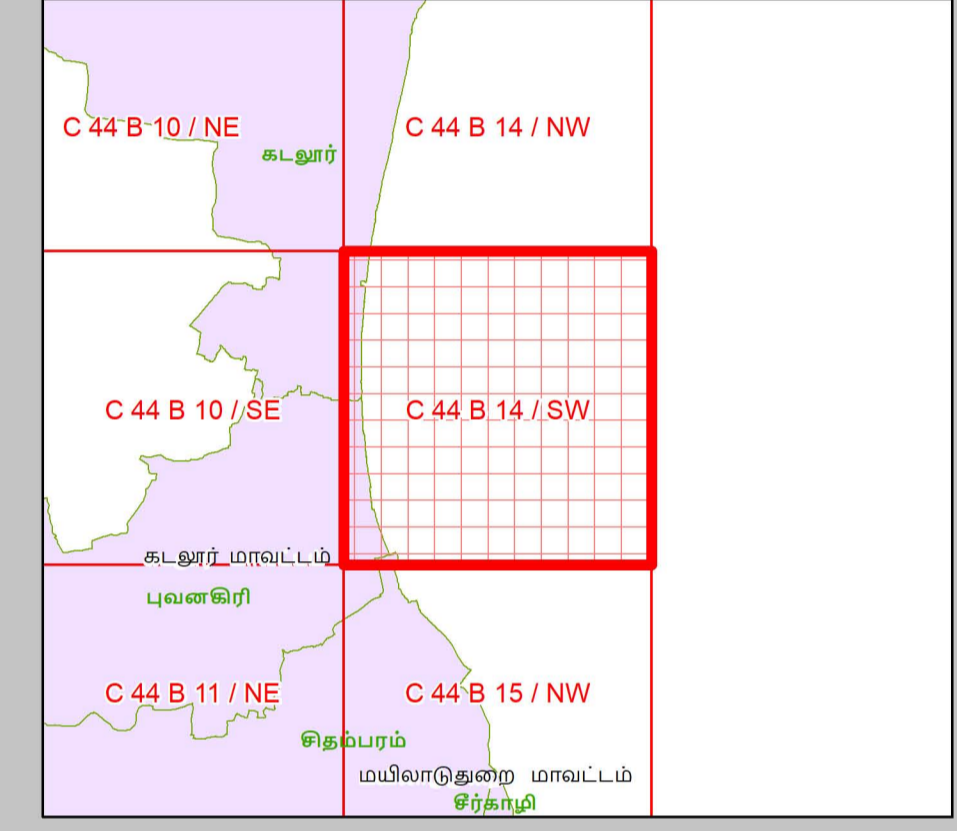 C 44 B 10 / NE
C 44 B 14 / NW
கடலூர்
C 44 B 10 / SE
C 44 B 14 / SW
கடலூர் மாவட்டம்
புவனகிரி
C 44 B 11 / NE
C 44 B 15 / NW
சிதம்பரம்
மயிலாடுதுறை மாவட்டம்
சீர்காழி